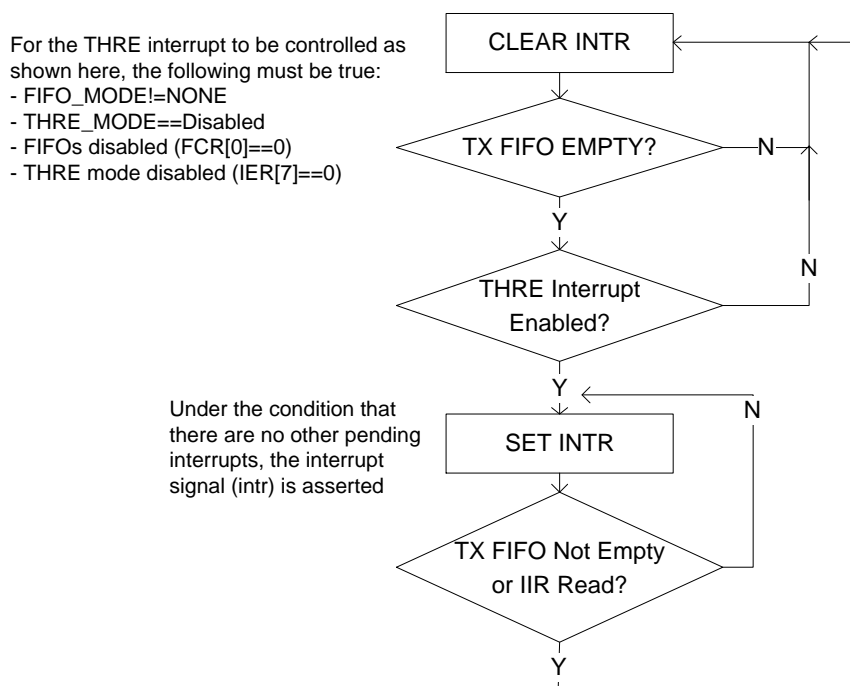 For the THRE interrupt to be controlled as
shown here, the following must be true:
- FIFO_MODE!=NONE
- THRE_MODE==Disabled
- FIFOs disabled (FCR[0]==0)
- THRE mode disabled (IER[7]==0)
CLEAR INTR
TX FIFO EMPTY?
N
Y
N
THRE Interrupt
Enabled?
Y
N
Under the condition that
there are no other pending
interrupts, the interrupt
signal (intr) is asserted
SET INTR
TX FIFO Not Empty
or IIR Read?
Y